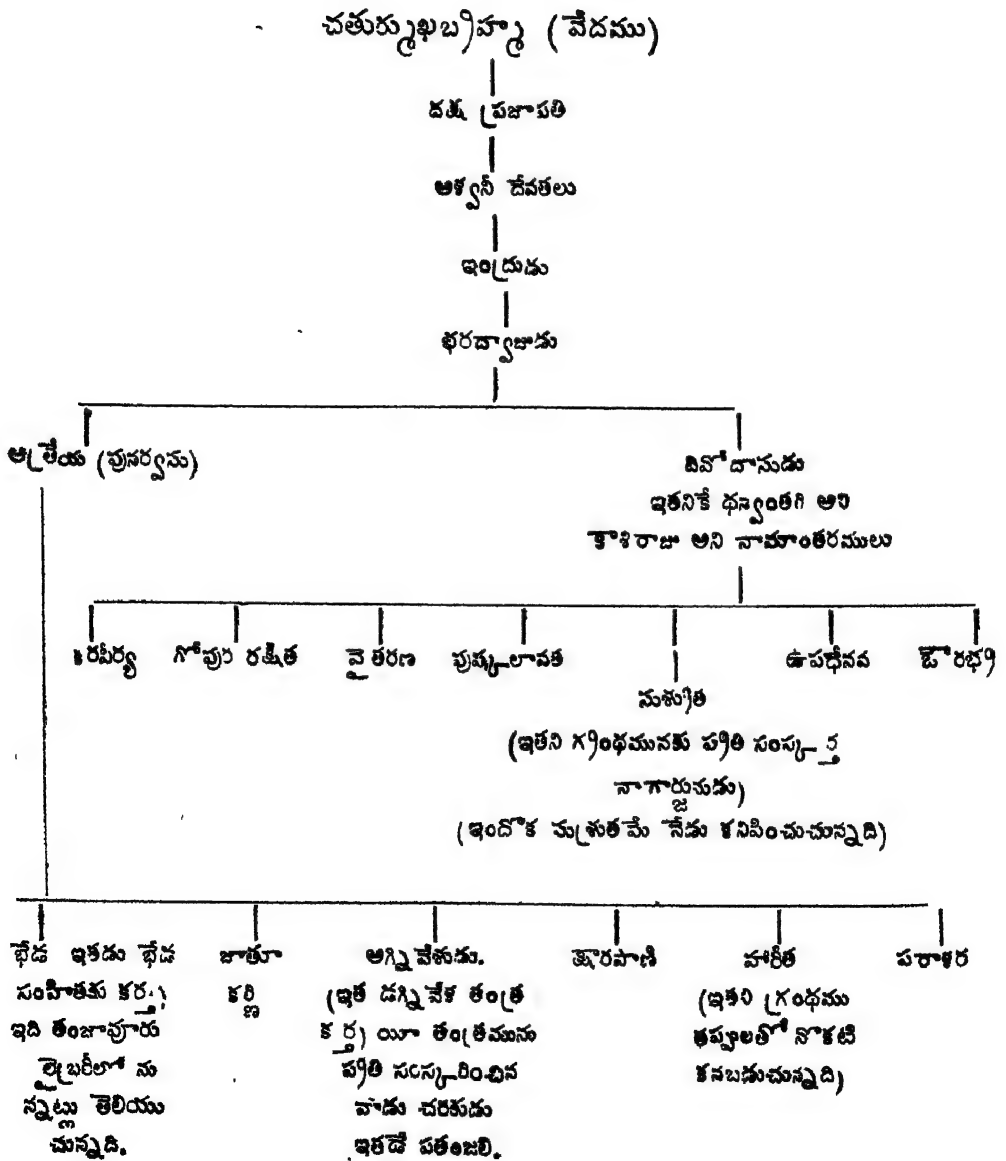 చతుర్ముఖబ్రహ్మ (వేదము)
దక్ష ప్రజాపతి
అశ్వనీ దేవతలు
ఇంద్రుడు
భరద్వాజుడు
ఆత్రేయ (పునర్వసు)
దివోదాసుడు
ఇతనికే ధన్వంతరి అని
కాశిరాజు అని నామాంతరములు
కరవీర్య గోపుర రక్షిత వైతరణ పుష్కలావత ఉపధేనవ ఔరభ్ర
సుశ్రుత
(ఇతని గ్రంథమునకు ప్రతి సంస్కర్త
నాగార్జునుడు)
(ఇందొక సుశ్రుతమే నేడు కనిపించుచున్నది)
భేడ ఇతడు భేడ జాతూ అగ్నివేశుడు. క్షారపాణి హారీత పరాశర
సంహితకు కర్త) కర్ణి (ఇత డగ్నివేశ తంత్ర (ఇతని గ్రంథము
ఇది తంజావూరు కర్త) యీ తంత్రమును తప్పులతో నొకటి
లైబ్రరీలో ను ప్రతి సంస్కరించిన కనబడుచున్నది)
న్నట్లు తెలియు వాడు చరకుడు
చున్నది. ఇతడే పతంజలి.